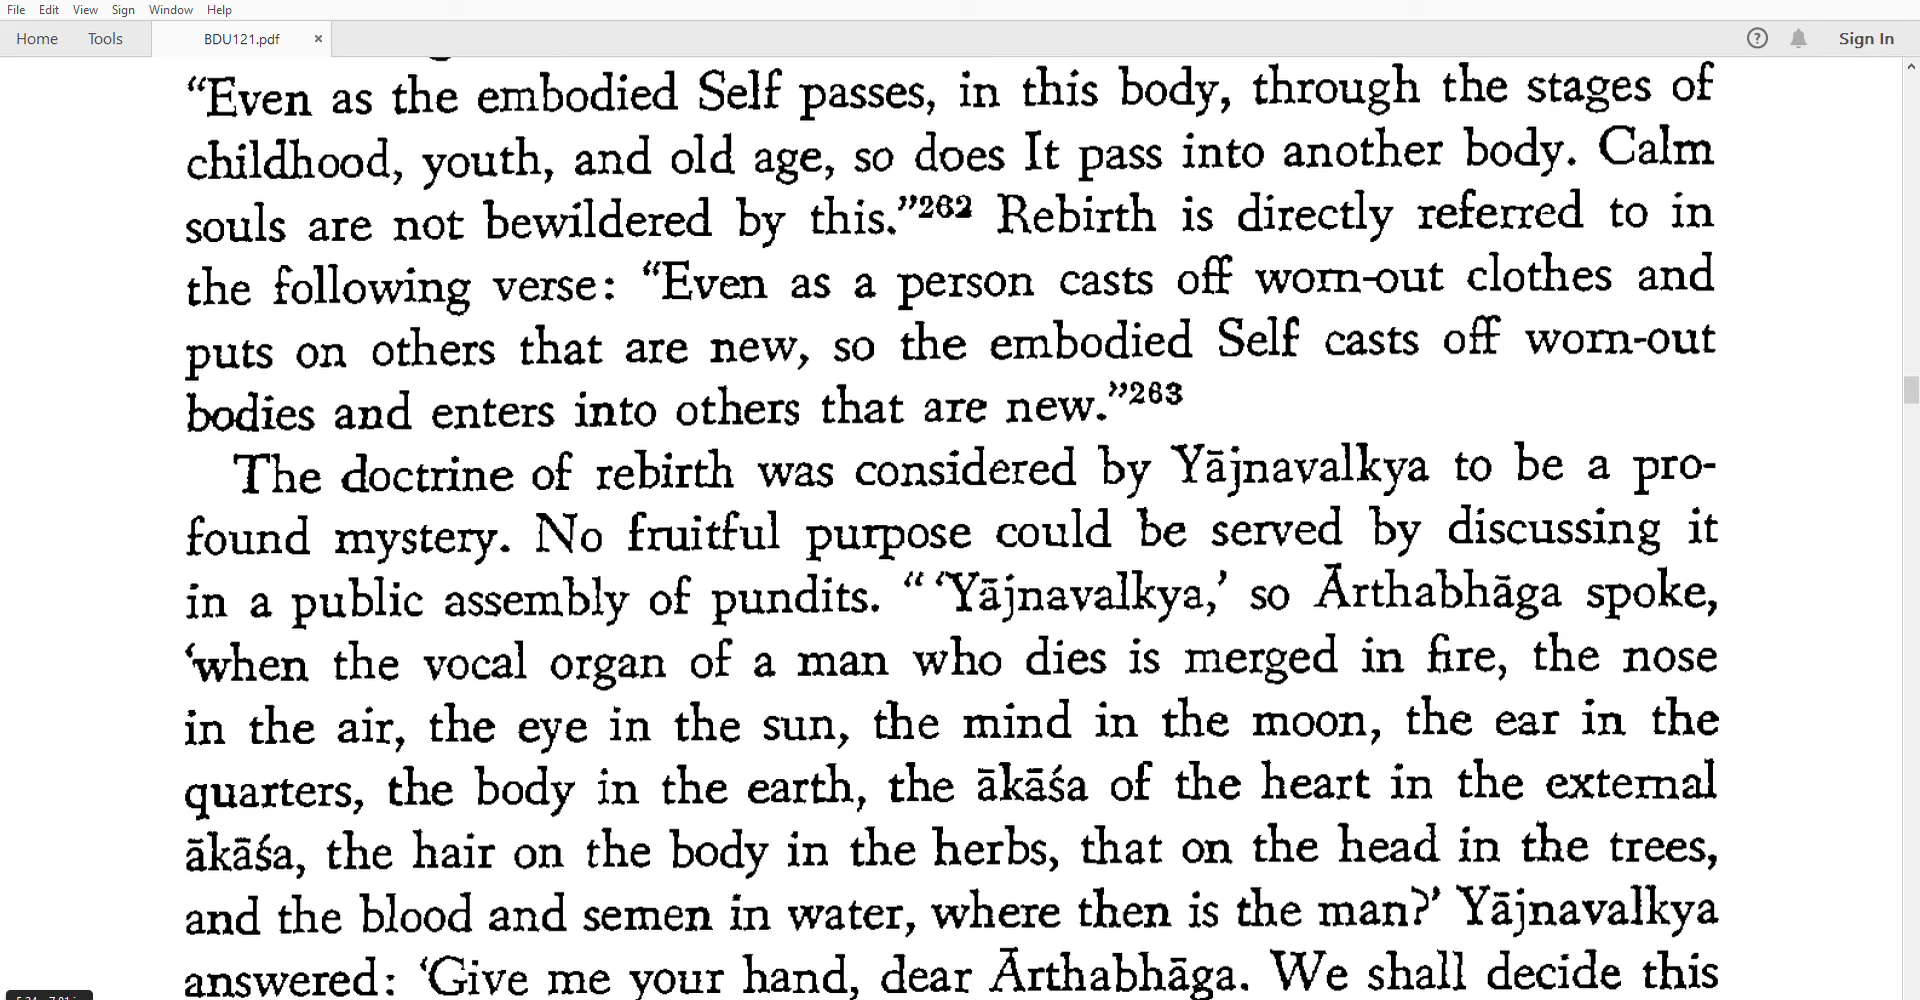 File Edit View Sign Window Help
Home Tools BDU121.pdf × ? Sign In
“Even as the embodied Self passes, in this body, through the stages of
childhood, youth, and old age, so does It pass into another body. Calm
souls are not bewildered by this.”262 Rebirth is directly referred to in
the following verse: “Even as a person casts off worn-out clothes and
puts on others that are new, so the embodied Self casts off worn-out
bodies and enters into others that are new.”263
The doctrine of rebirth was considered by Yājnavalkya to be a pro-
found mystery. No fruitful purpose could be served by discussing it
in a public assembly of pundits. “ ‘Yājnavalkya,’ so Ārthabhāga spoke,
‘when the vocal organ of a man who dies is merged in fire, the nose
in the air, the eye in the sun, the mind in the moon, the ear in the
quarters, the body in the earth, the ākāśa of the heart in the external
ākāśa, the hair on the body in the herbs, that on the head in the trees,
and the blood and semen in water, where then is the man?’ Yājnavalkya
answered: ‘Give me your hand, dear Ārthabhāga. We shall decide this